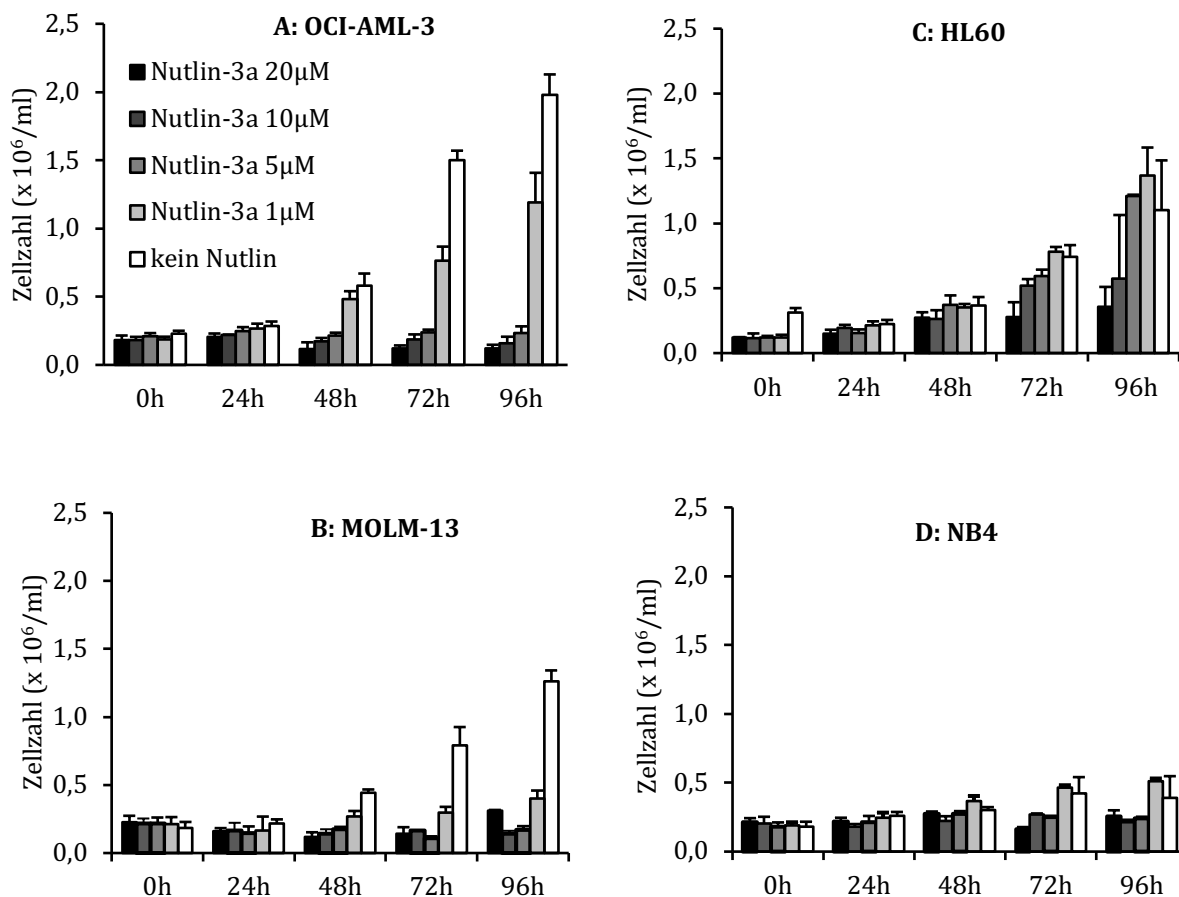 A: OCI-AML-3
Zellzahl (x 10⁶/ml)
2,5
2,0
1,5
1,0
0,5
0,0
Nutlin-3a 20µM
Nutlin-3a 10µM
Nutlin-3a 5µM
Nutlin-3a 1µM
kein Nutlin
0h 24h 48h 72h 96h
C: HL60
Zellzahl (x 10⁶/ml)
2,5
2,0
1,5
1,0
0,5
0,0
0h 24h 48h 72h 96h
B: MOLM-13
Zellzahl (x 10⁶/ml)
2,5
2,0
1,5
1,0
0,5
0,0
0h 24h 48h 72h 96h
D: NB4
Zellzahl (x 10⁶/ml)
2,5
2,0
1,5
1,0
0,5
0,0
0h 24h 48h 72h 96h